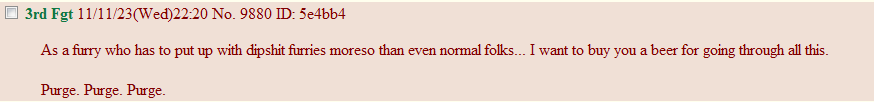 3rd Fgt 11/11/23(Wed)22:20 No. 9880 ID: 5e4bb4
As a furry who has to put up with dipshit furries moreso than even normal folks... I want to buy you a beer for going through all this.
Purge. Purge. Purge.